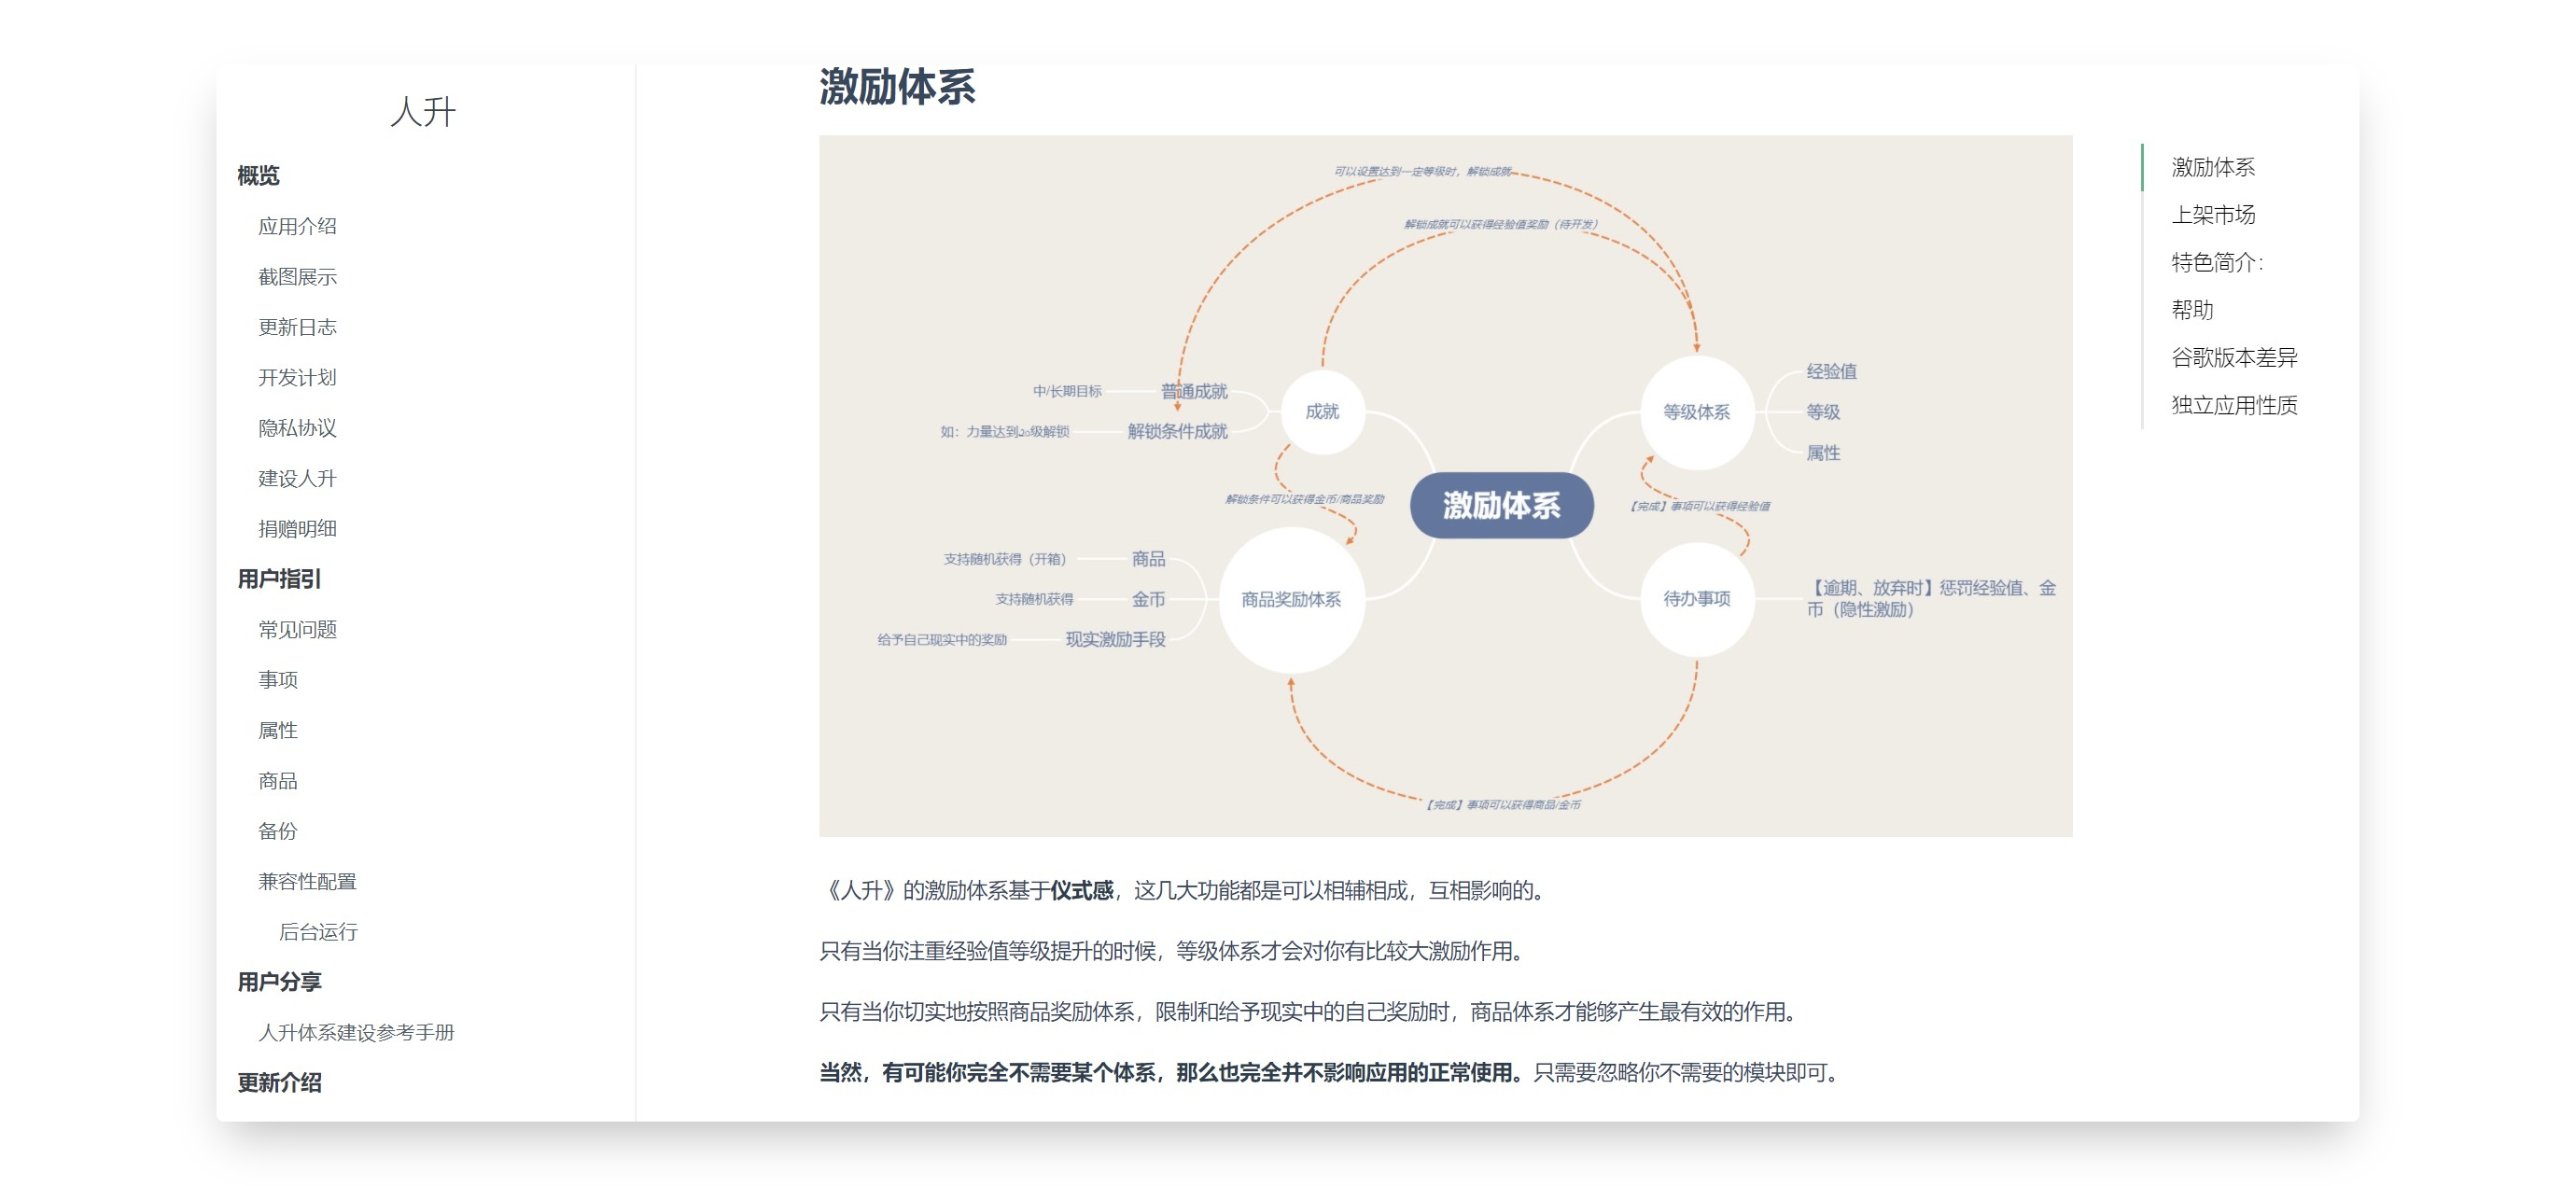 人升
概览
应用介绍
截图展示
更新日志
开发计划
隐私协议
建设人升
捐赠明细
用户指引
常见问题
事项
属性
商品
备份
兼容性配置
后台运行
用户分享
人升体系建设参考手册
更新介绍
激励体系
可以设置达到一定等级时，解锁成就
解锁成就可以获得经验值奖励（待开发）
中/长期目标
普通成就
如：力量达到20级解锁
解锁条件成就
成就
等级体系
经验值
等级
属性
解锁条件可以获得金币/商品奖励
激励体系
【完成】事项可以获得经验值
支持随机获得（开箱）
商品
支持随机获得
金币
给予自己现实中的奖励
现实激励手段
商品奖励体系
待办事项
【逾期、放弃时】惩罚经验值、金
币（隐性激励）
【完成】事项可以获得商品/金币
《人升》的激励体系基于仪式感，这几大功能都是可以相辅相成，互相影响的。
只有当你注重经验值等级提升的时候，等级体系才会对你有比较大激励作用。
只有当你切实地按照商品奖励体系，限制和给予现实中的自己奖励时，商品体系才能够产生最有效的作用。
当然，有可能你完全不需要某个体系，那么也完全并不影响应用的正常使用。只需要忽略你不需要的模块即可。
激励体系
上架市场
特色简介：
帮助
谷歌版本差异
独立应用性质